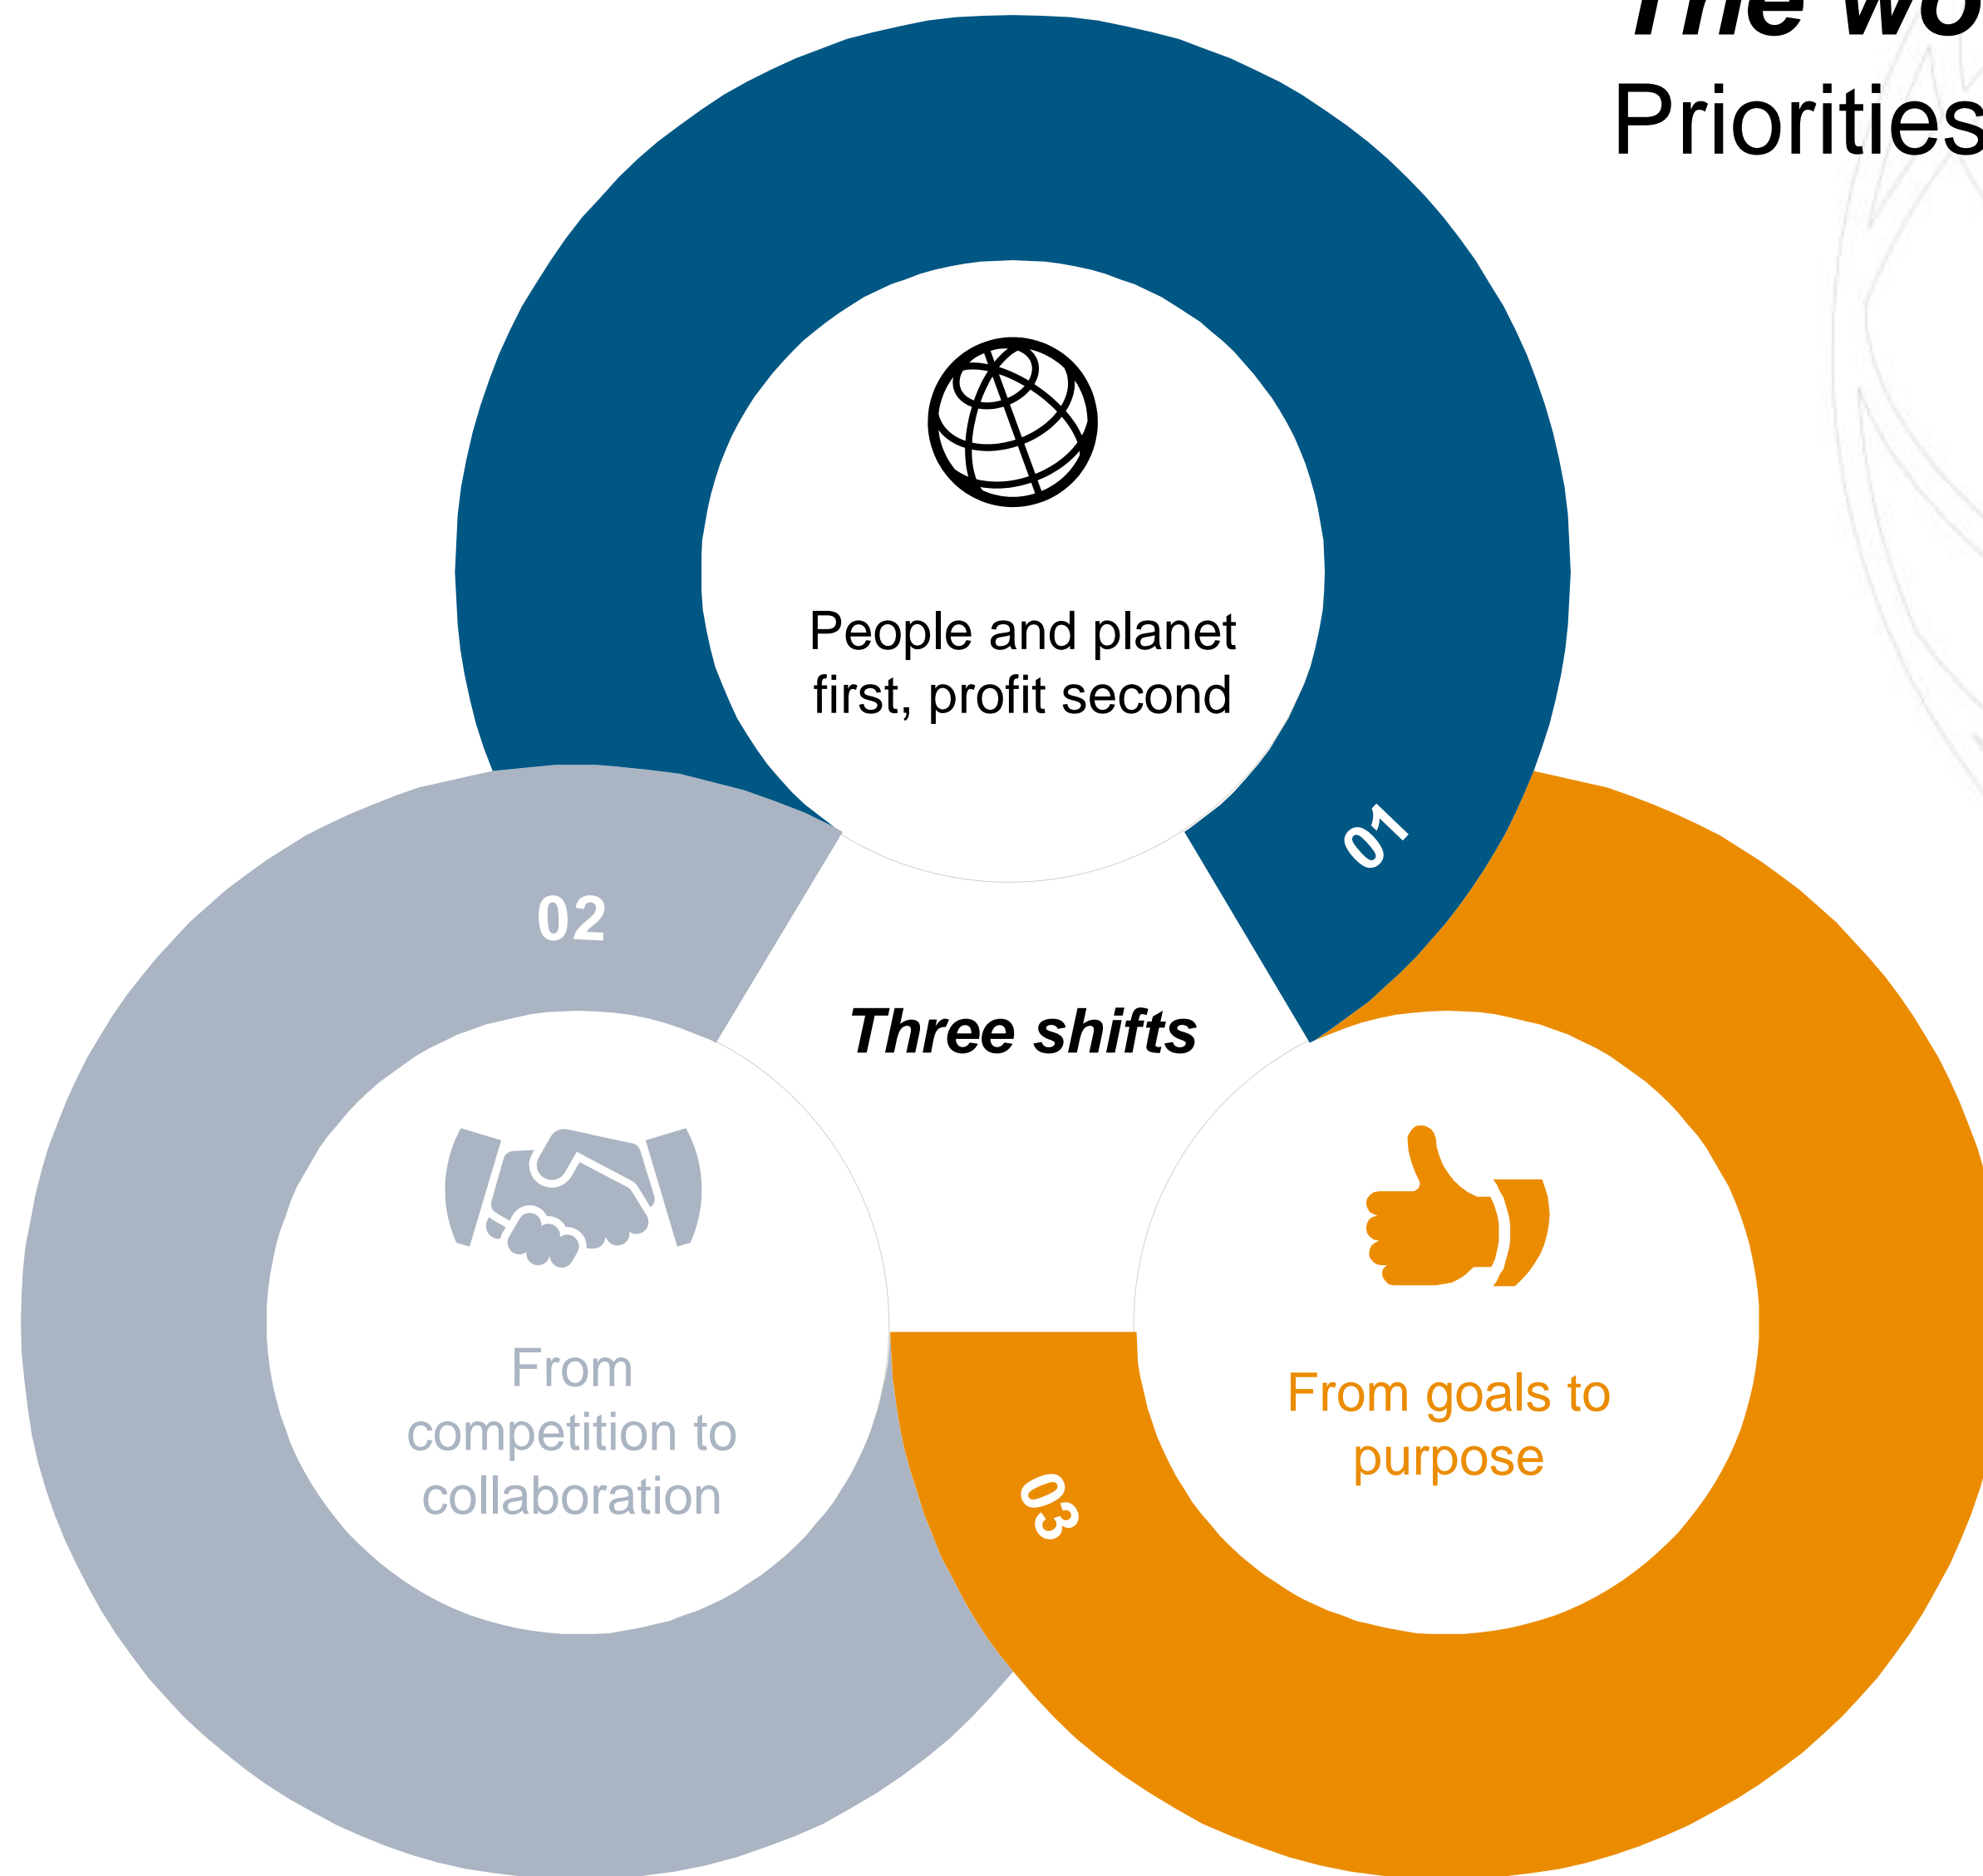 The
Priorities
People and planet
first, profit second
01
02
Three shifts
From
competition to
collaboration
From goals to
purpose
03